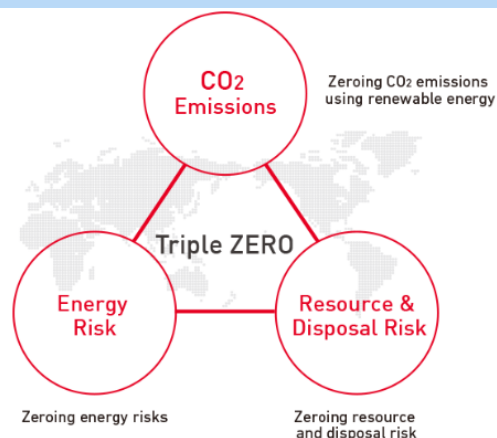 CO2
Emissions
Zeroing CO2 emissions
using renewable energy
Triple ZERO
Energy
Risk
Resource &
Disposal Risk
Zeroing energy risks
Zeroing resource
and disposal risk